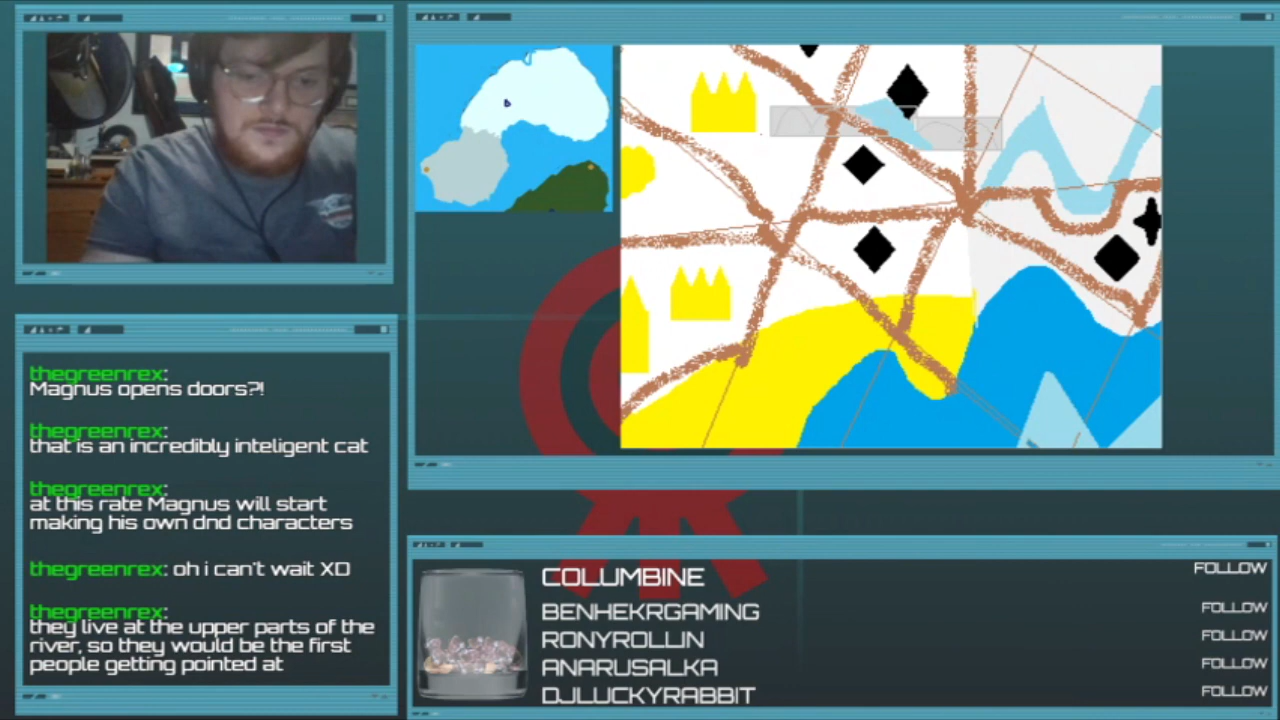 thegreenrex:
Magnus opens doors?!
thegreenrex:
that is an incredibly inteligent cat
thegreenrex:
at this rate Magnus will start
making his own dnd characters
thegreenrex: oh i can't wait XD
thegreenrex:
they live at the upper parts of the
river, so they would be the first
people getting pointed at
COLUMBINE FOLLOW
BENHEKRGAMING FOLLOW
RONYROLLIN FOLLOW
ANARUSALKA FOLLOW
DJLUCKYRABBIT FOLLOW